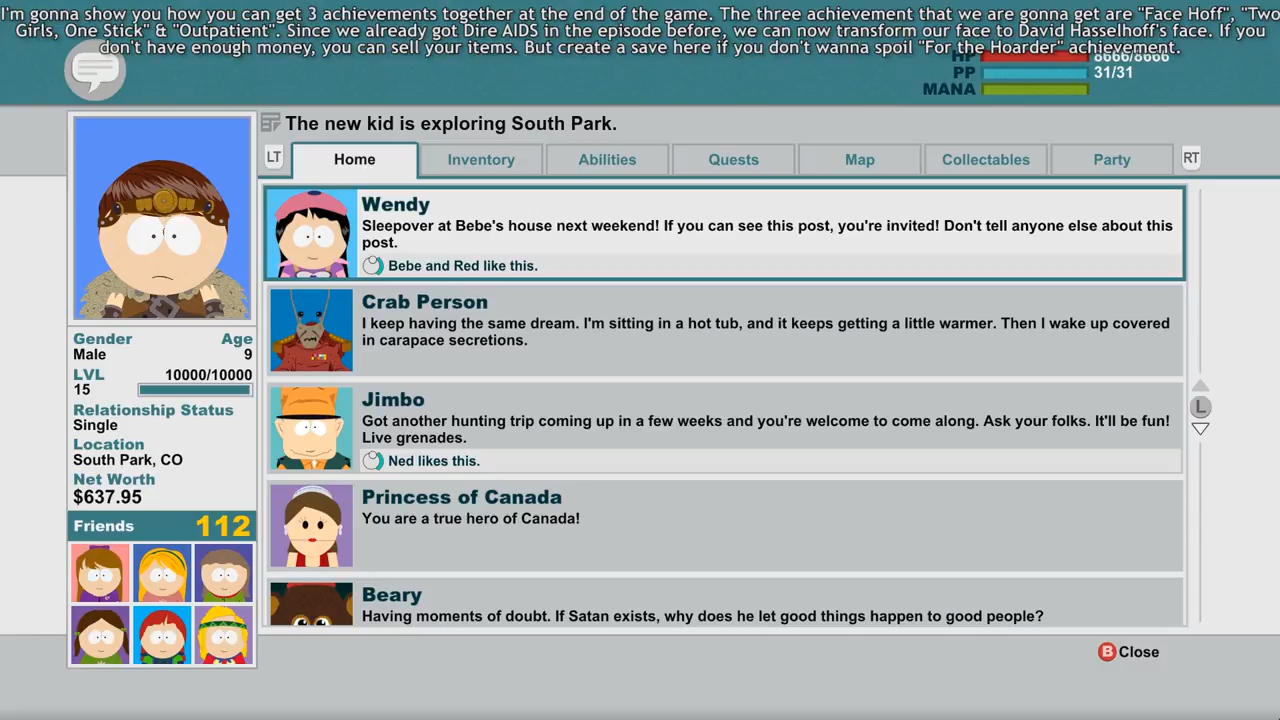 I'm gonna show you how you can get 3 achievements together at the end of the game. The three achievement that we are gonna get are "Face Hoff", "Two
Girls, One Stick" & "Outpatient". Since we already got Dire AIDS in the episode before, we can now transform our face to David Hasselhoff's face. If you
don't have enough money, you can sell your items. But create a save here if you don't wanna spoil "For the Hoarder" achievement.
HP 8666/8666
PP 31/31
MANA
The new kid is exploring South Park.
LT Home Inventory Abilities Quests Map Collectables Party RT
Wendy
Sleepover at Bebe's house next weekend! If you can see this post, you're invited! Don't tell anyone else about this
post.
Bebe and Red like this.
Crab Person
I keep having the same dream. I'm sitting in a hot tub, and it keeps getting a little warmer. Then I wake up covered
in carapace secretions.
Jimbo
Got another hunting trip coming up in a few weeks and you're welcome to come along. Ask your folks. It'll be fun!
Live grenades.
Ned likes this.
Princess of Canada
You are a true hero of Canada!
Beary
Having moments of doubt. If Satan exists, why does he let good things happen to good people?
Gender Age
Male 9
LVL 10000/10000
15
Relationship Status
Single
Location
South Park, CO
Net Worth
$637.95
Friends 112
L
B Close